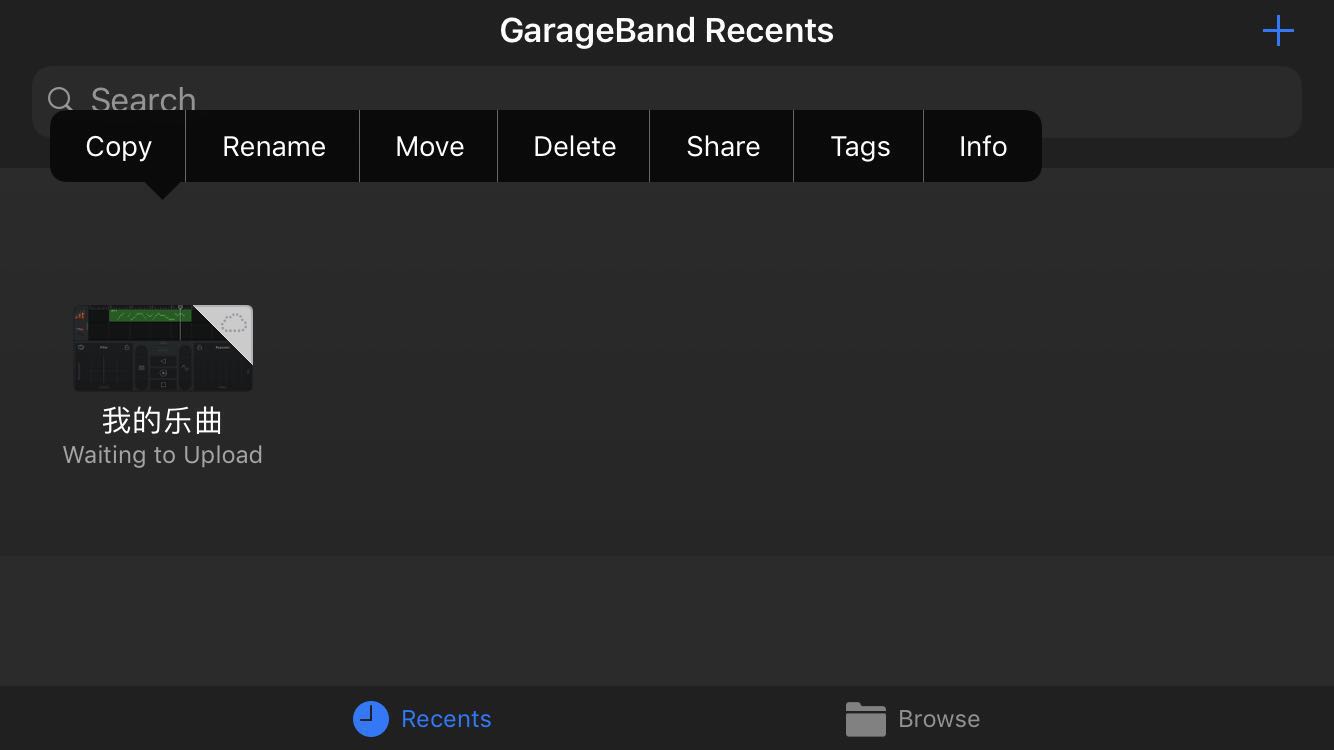 GarageBand Recents
Search
Copy Rename Move Delete Share Tags Info
我的乐曲
Waiting to Upload
Recents Browse